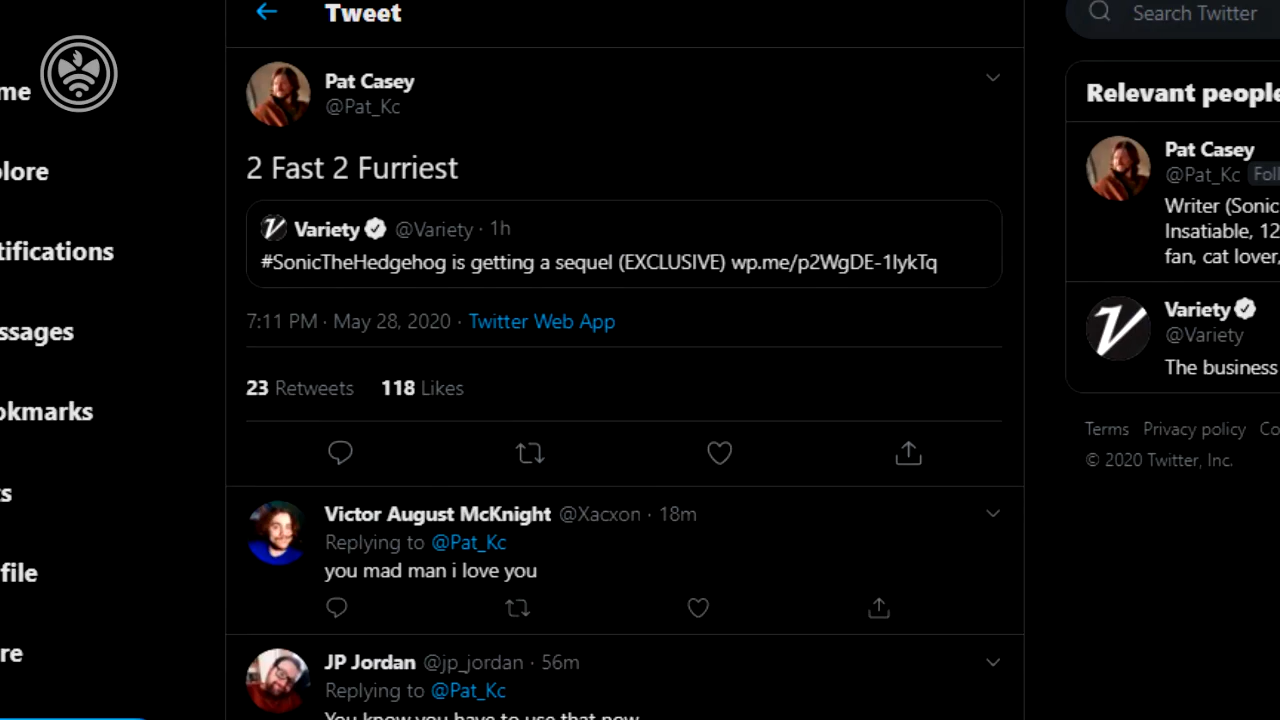 Tweet
Search Twitter
me
Pat Casey
@Pat_Kc
Relevant people
Pat Casey
@Pat_Kc Foll
plore
2 Fast 2 Furriest
Writer (Sonic
Insatiable, 12
fan, cat lover,
tifications
Variety @Variety · 1h
#SonicTheHedgehog is getting a sequel (EXCLUSIVE) wp.me/p2WgDE-1lykTq
7:11 PM · May 28, 2020 · Twitter Web App
Variety
@Variety
The business
ssages
23 Retweets 118 Likes
okmarks
Terms Privacy policy Co
© 2020 Twitter, Inc.
ts
Victor August McKnight @Xacxon · 18m
Replying to @Pat_Kc
you mad man i love you
file
re
JP Jordan @jp_jordan · 56m
Replying to @Pat_Kc
You know you have to use that now